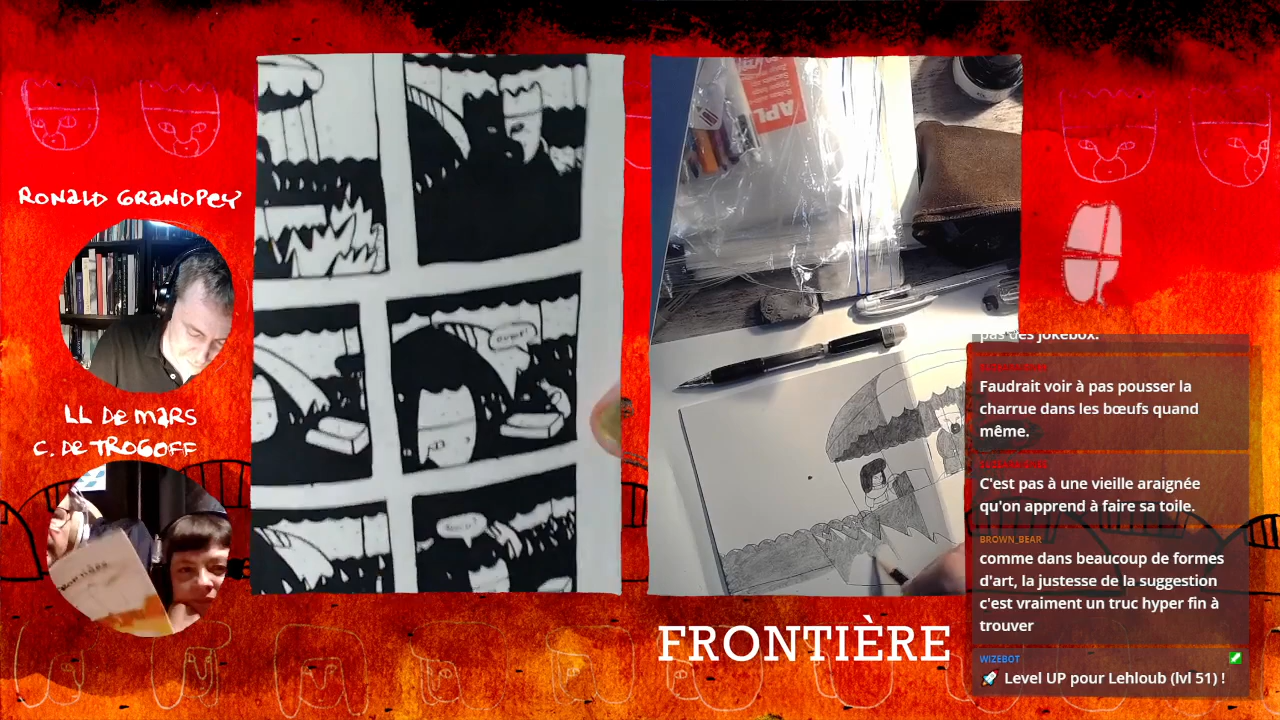 RONALD GRANDPEY
LL De MARS
C. De TROGOFF
APLI
FRONTIÈRE
pas des jukebox.
Faudrait voir à pas pousser la
charrue dans les bœufs quand
même.
C'est pas à une vieille araignée
qu'on apprend à faire sa toile.
BROWN_BEAR
comme dans beaucoup de formes
d'art, la justesse de la suggestion
c'est vraiment un truc hyper fin à
trouver
WIZEBOT
Level UP pour Lehloub (lvl 51) !